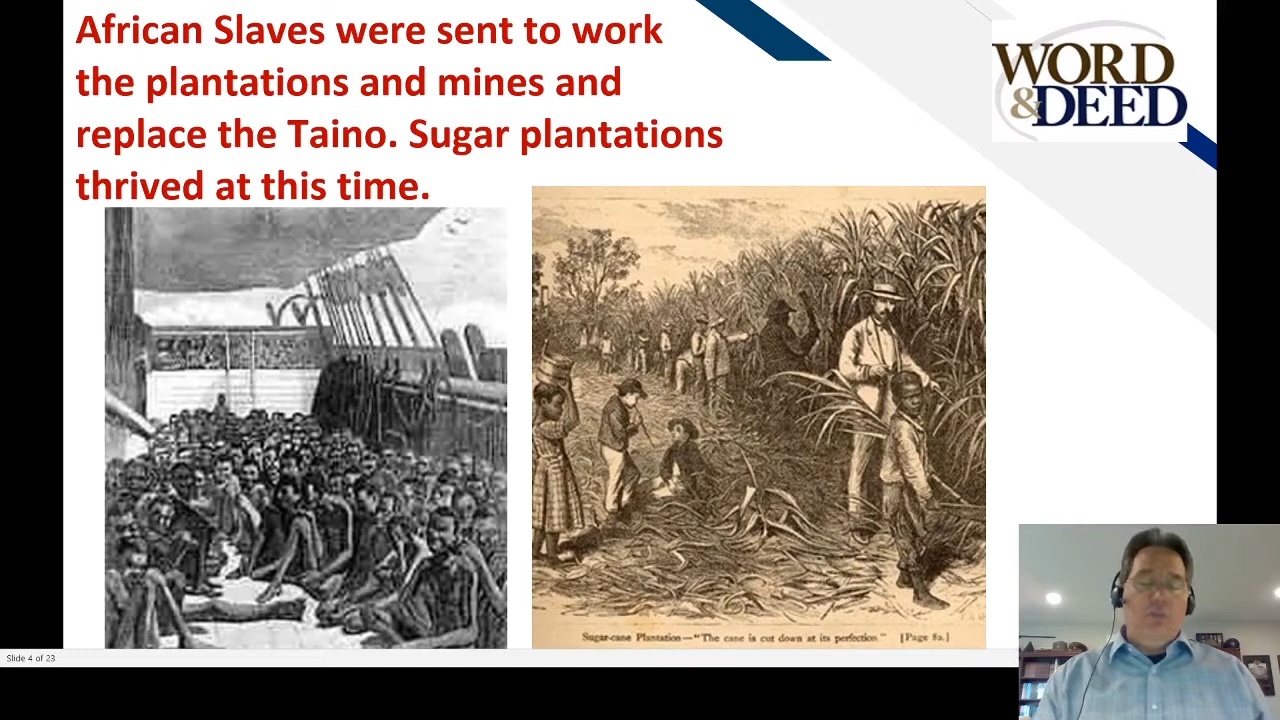 African Slaves were sent to work
the plantations and mines and
replace the Taino. Sugar plantations
thrived at this time.
WORD
&DEED
Sugar-cane Plantation—"The cane is cut down at its perfection." [Page 82.]
Slide 4 of 23